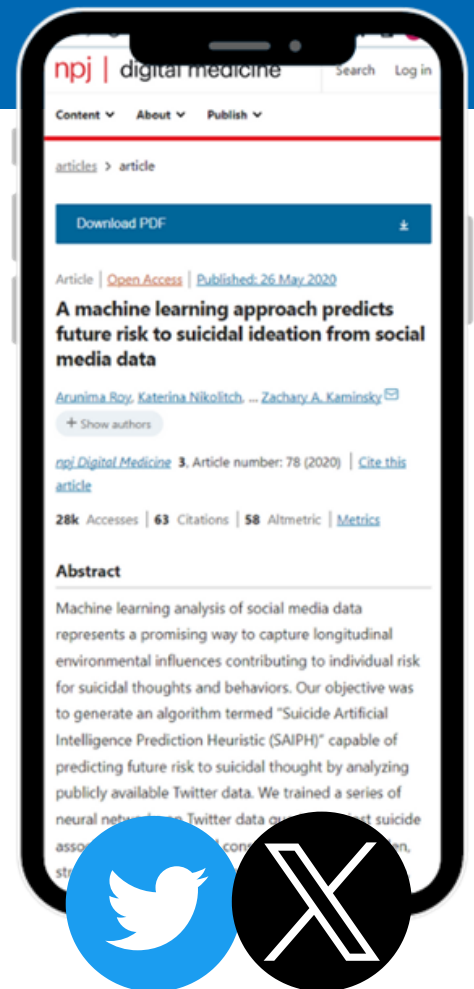 npj | digital medicine
Search Log in
Content About Publish
articles > article
Download PDF
Article | Open Access | Published: 26 May 2020
A machine learning approach predicts
future risk to suicidal ideation from social
media data
Arunima Roy, Katerina Nikolitch, ... Zachary A. Kaminsky
+ Show authors
npj Digital Medicine 3, Article number: 78 (2020) | Cite this
article
28k Accesses | 63 Citations | 58 Altmetric | Metrics
Abstract
Machine learning analysis of social media data
represents a promising way to capture longitudinal
environmental influences contributing to individual risk
for suicidal thoughts and behaviors. Our objective was
to generate an algorithm termed "Suicide Artificial
Intelligence Prediction Heuristic (SAIPH)" capable of
predicting future risk to suicidal thought by analyzing
publicly available Twitter data. We trained a series of
neural Twitter data suicide